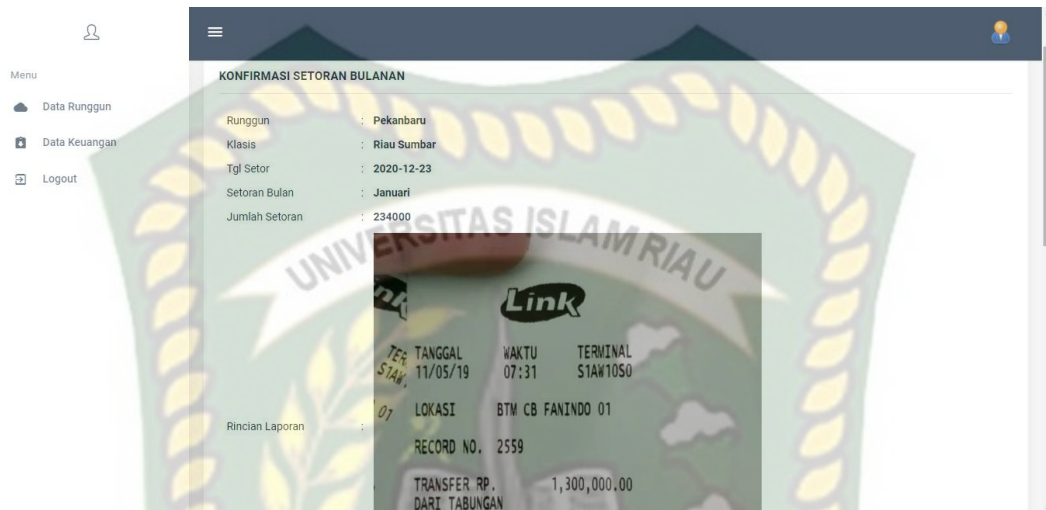 Menu
Data Runggun
Data Keuangan
Logout
KONFIRMASI SETORAN BULANAN
Runggun : Pekanbaru
Klasis : Riau Sumbar
Tgl Setor : 2020-12-23
Setoran Bulan : Januari
Jumlah Setoran : 234000
UNIVERSITAS ISLAM RIAU
Rincian Laporan :
Link
TANGGAL WAKTU TERMINAL
11/05/19 07:31 S1AW10S0
LOKASI BTM CB FANINDO 01
RECORD NO. 2559
TRANSFER RP. 1,300,000.00
DARI TABUNGAN